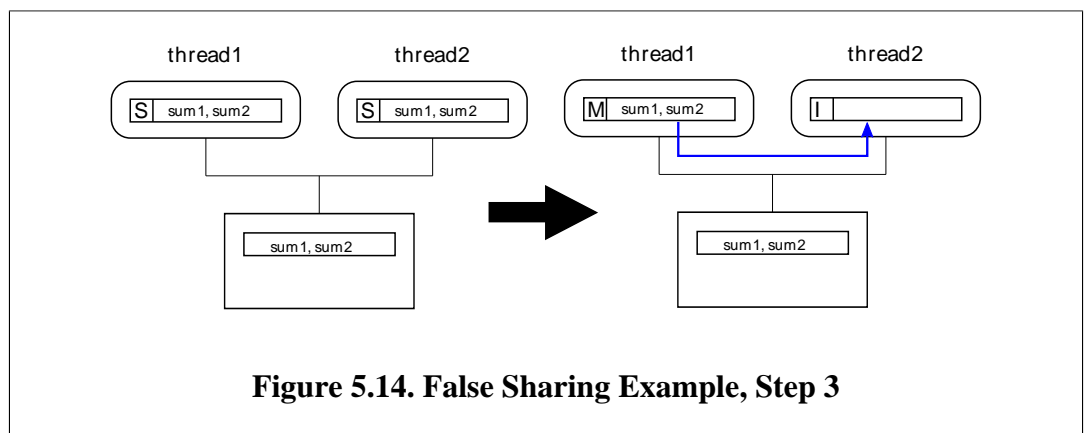 thread1 thread2 thread1 thread2
S sum1, sum2 S sum1, sum2 M sum1, sum2 I
sum1, sum2 sum1, sum2
Figure 5.14. False Sharing Example, Step 3